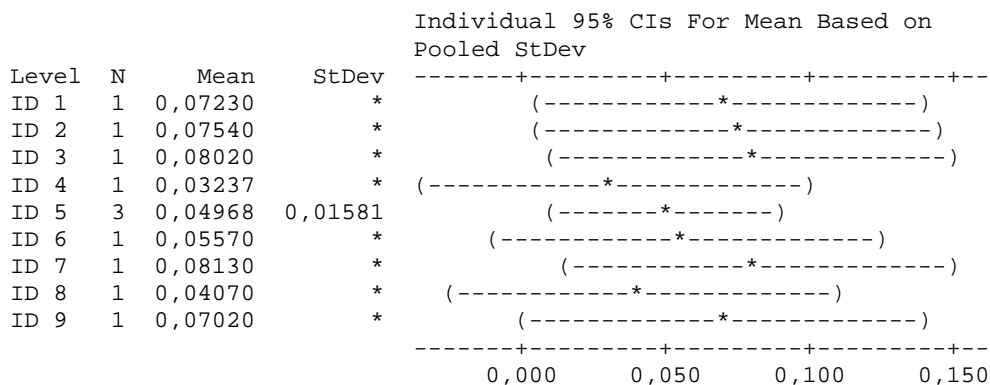 Individual 95% CIs For Mean Based on
                             Pooled StDev
Level  N     Mean    StDev   -------+---------+---------+---------+--
ID 1   1  0,07230        *           (-------------*-------------)
ID 2   1  0,07540        *           (-------------*-------------)
ID 3   1  0,08020        *            (-------------*-------------)
ID 4   1  0,03237        *   (------------*-------------)
ID 5   3  0,04968  0,01581            (-------*-------)
ID 6   1  0,05570        *        (------------*-------------)
ID 7   1  0,08130        *             (------------*-------------)
ID 8   1  0,04070        *     (------------*-------------)
ID 9   1  0,07020        *          (-------------*-------------)
                             -------+---------+---------+---------+--
                                  0,000     0,050     0,100     0,150